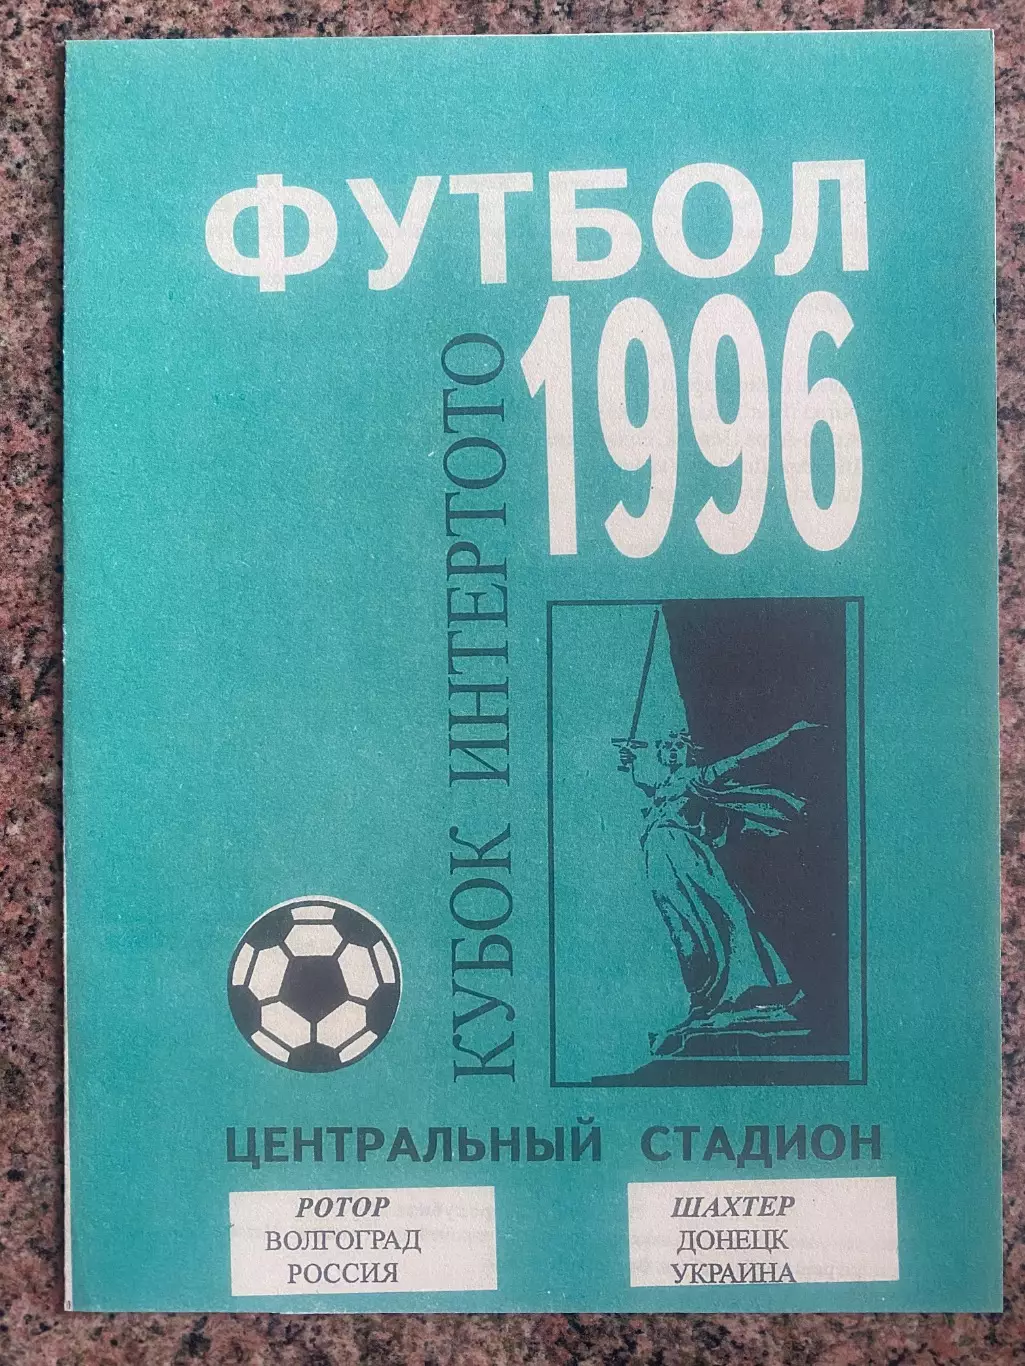 ФУТБОЛ
1996
КУБОК ИНТЕРТОТО
ЦЕНТРАЛЬНЫЙ СТАДИОН
РОТОР
ВОЛГОГРАД
РОССИЯ
ШАХТЕР
ДОНЕЦК
УКРАИНА